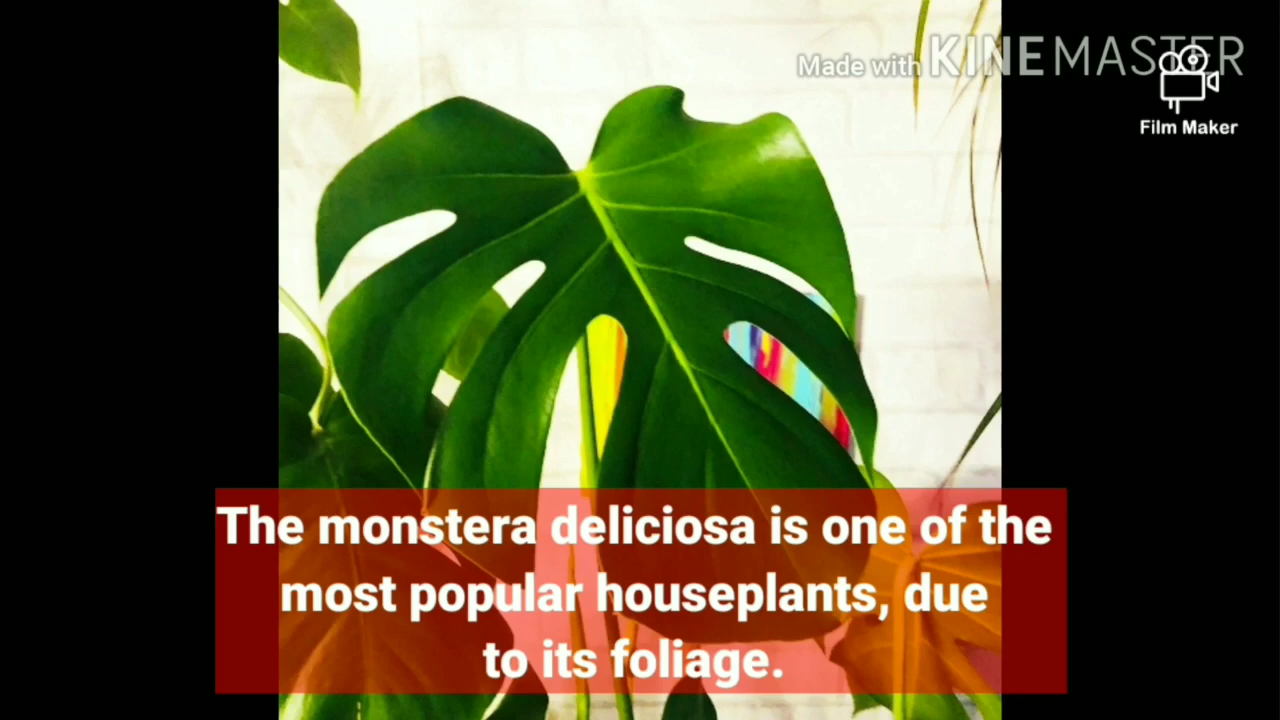 Made with KINEMASTER
Film Maker
The monstera deliciosa is one of the
most popular houseplants, due
to its foliage.